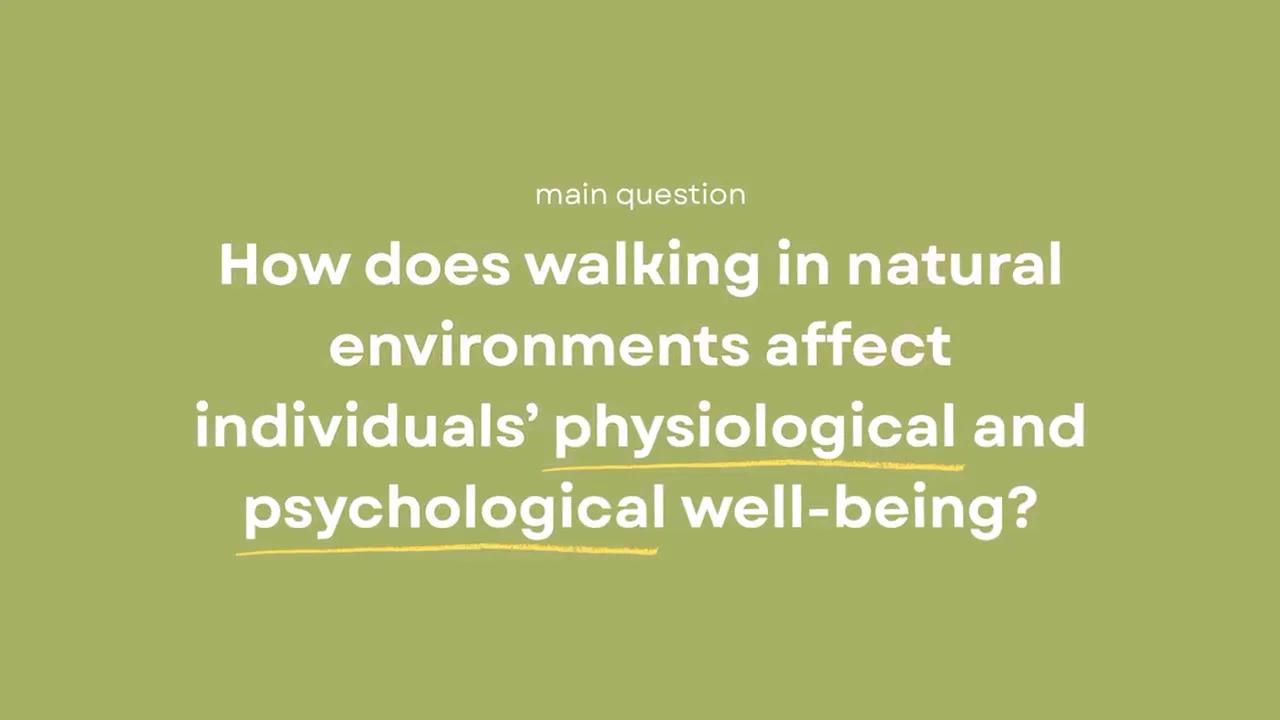 main question
How does walking in natural
environments affect
individuals’ physiological and
psychological well-being?